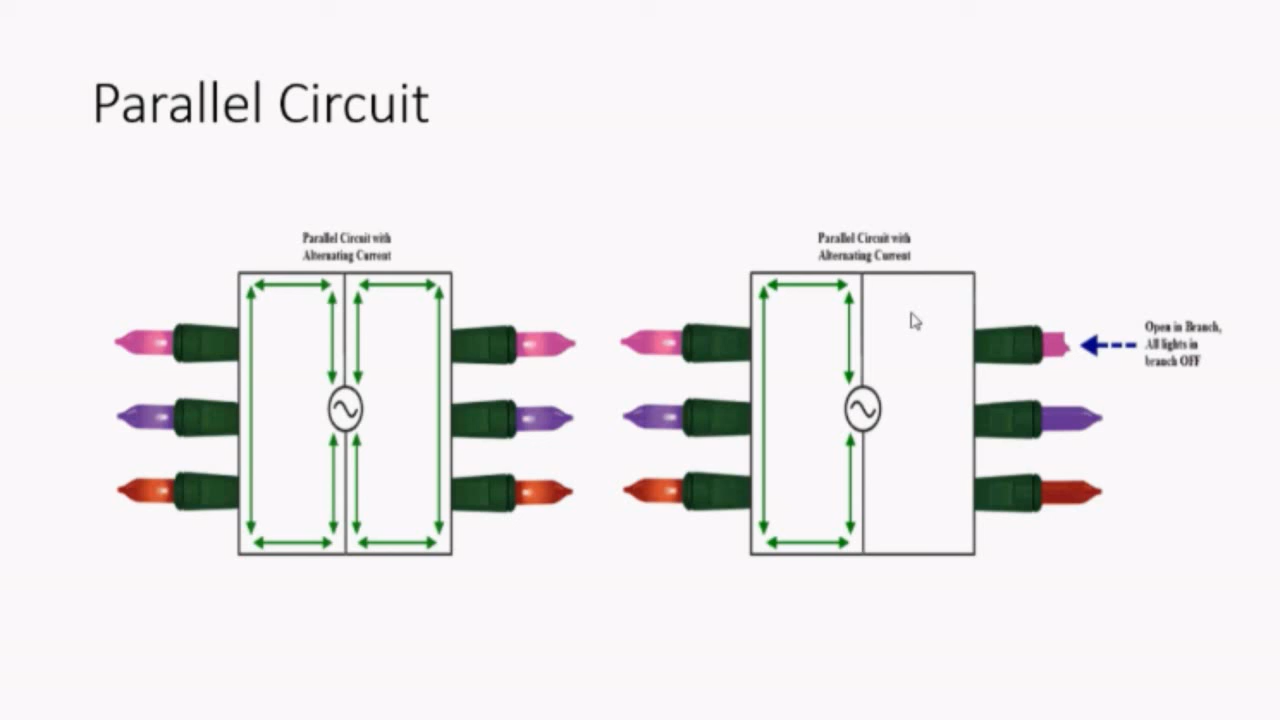 Parallel Circuit
Parallel Circuit with
Alternating Current
Parallel Circuit with
Alternating Current
Open in Branch,
All lights in
branch OFF